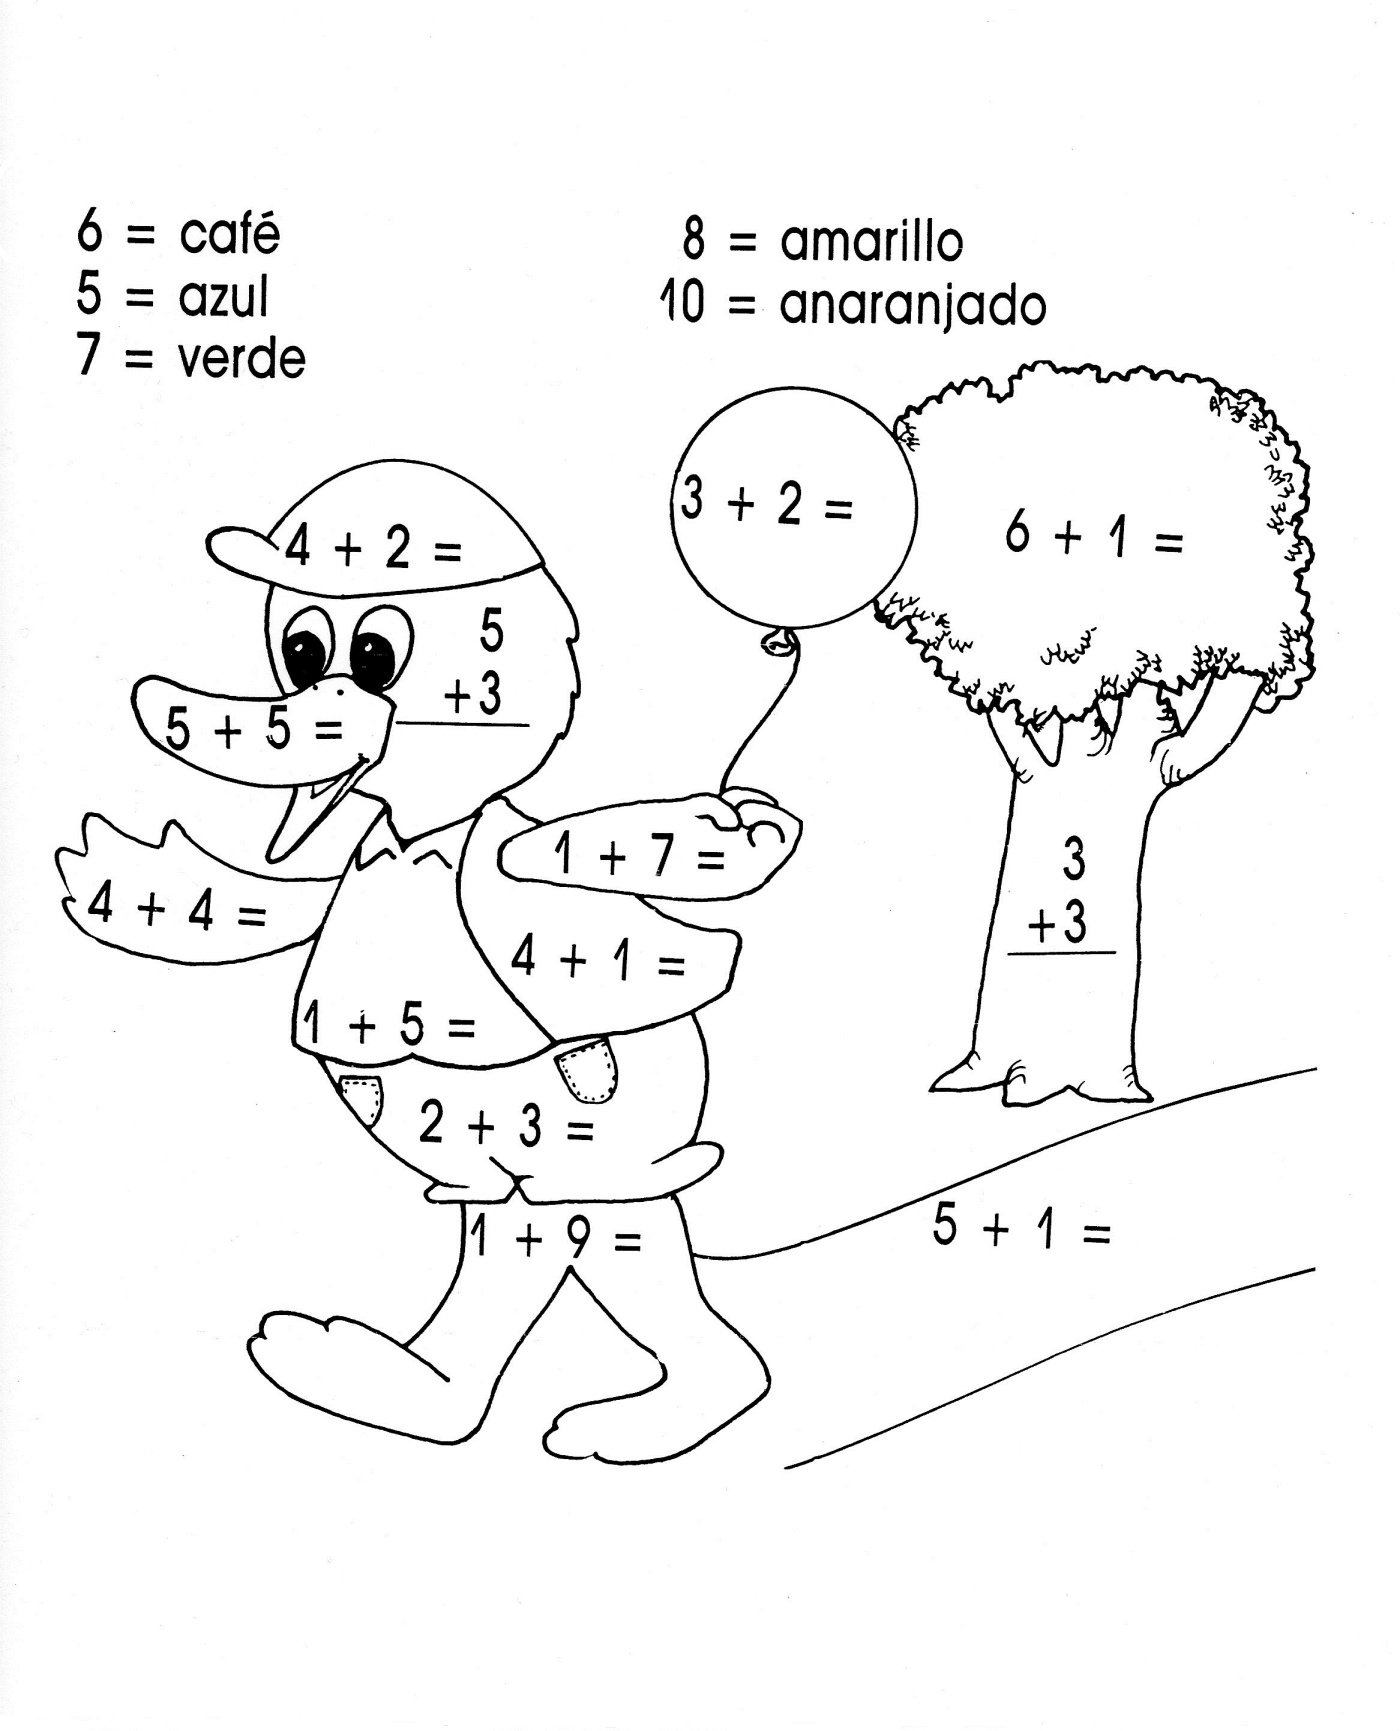 6 = café
5 = azul
7 = verde
8 = amarillo
10 = anaranjado
4 + 2 =
3 + 2 =
6 + 1 =
5
+3
5 + 5 =
1 + 7 =
4 + 4 =
4 + 1 =
3
+3
1 + 5 =
2 + 3 =
1 + 9 =
5 + 1 =